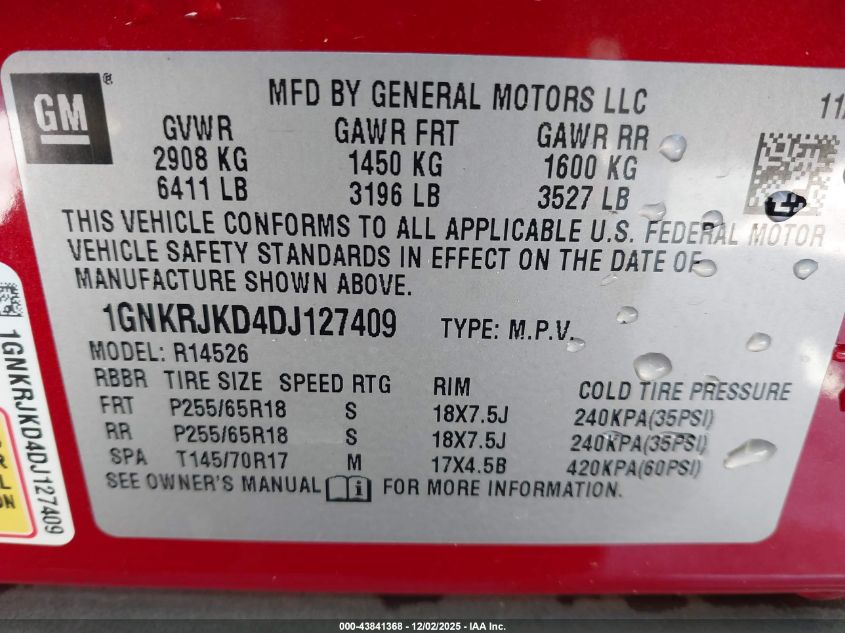 GM ®
MFD BY GENERAL MOTORS LLC
11/
GVWR GAWR FRT GAWR RR
2908 KG 1450 KG 1600 KG
6411 LB 3196 LB 3527 LB
THIS VEHICLE CONFORMS TO ALL APPLICABLE U.S. FEDERAL MOTOR
VEHICLE SAFETY STANDARDS IN EFFECT ON THE DATE OF
MANUFACTURE SHOWN ABOVE.
1GNKRJKD4DJ127409 TYPE: M.P.V.
MODEL: R14526
RBBR TIRE SIZE SPEED RTG RIM COLD TIRE PRESSURE
FRT P255/65R18 S 18X7.5J 240KPA(35PSI)
RR P255/65R18 S 18X7.5J 240KPA(35PSI)
SPA T145/70R17 M 17X4.5B 420KPA(60PSI)
SEE OWNER'S MANUAL FOR MORE INFORMATION.
1GNKRJKD4DJ127409
000-43841368 | 12/02/2025 - IAA Inc.